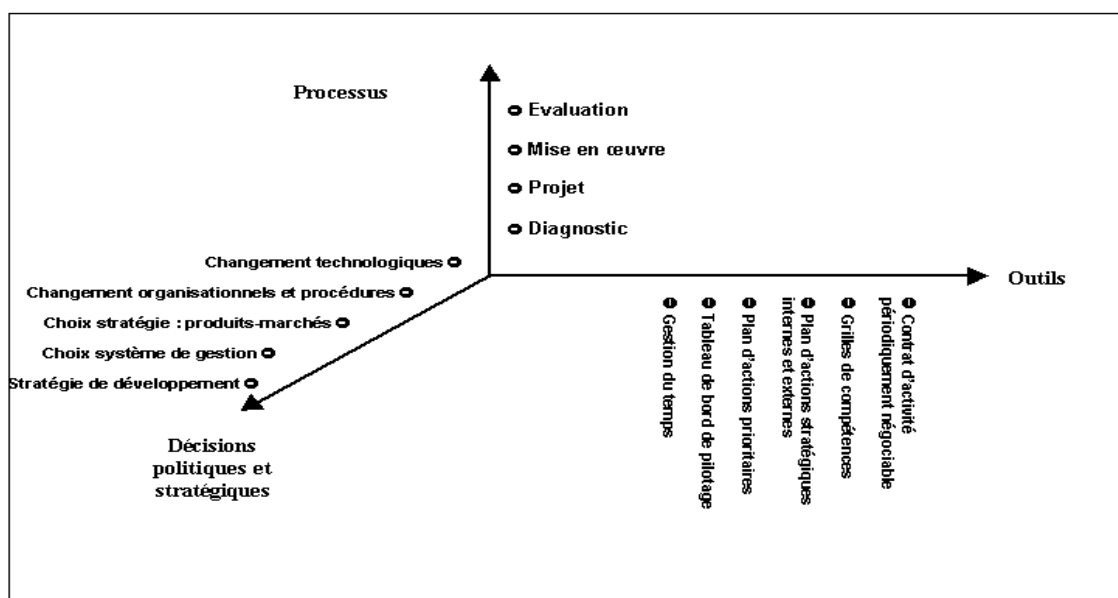 Processus
Evaluation
Mise en œuvre
Projet
Diagnostic
Changement technologiques
Changement organisationnels et procédures
Choix stratégie : produits-marchés
Choix système de gestion
Stratégie de développement
Décisions
politiques et
stratégiques
Outils
Gestion du temps
Tableau de bord de pilotage
Plan d'actions prioritaires
Plan d'actions stratégiques
internes et externes
Grilles de compétences
Contrat d'activité
périodiquement négociable